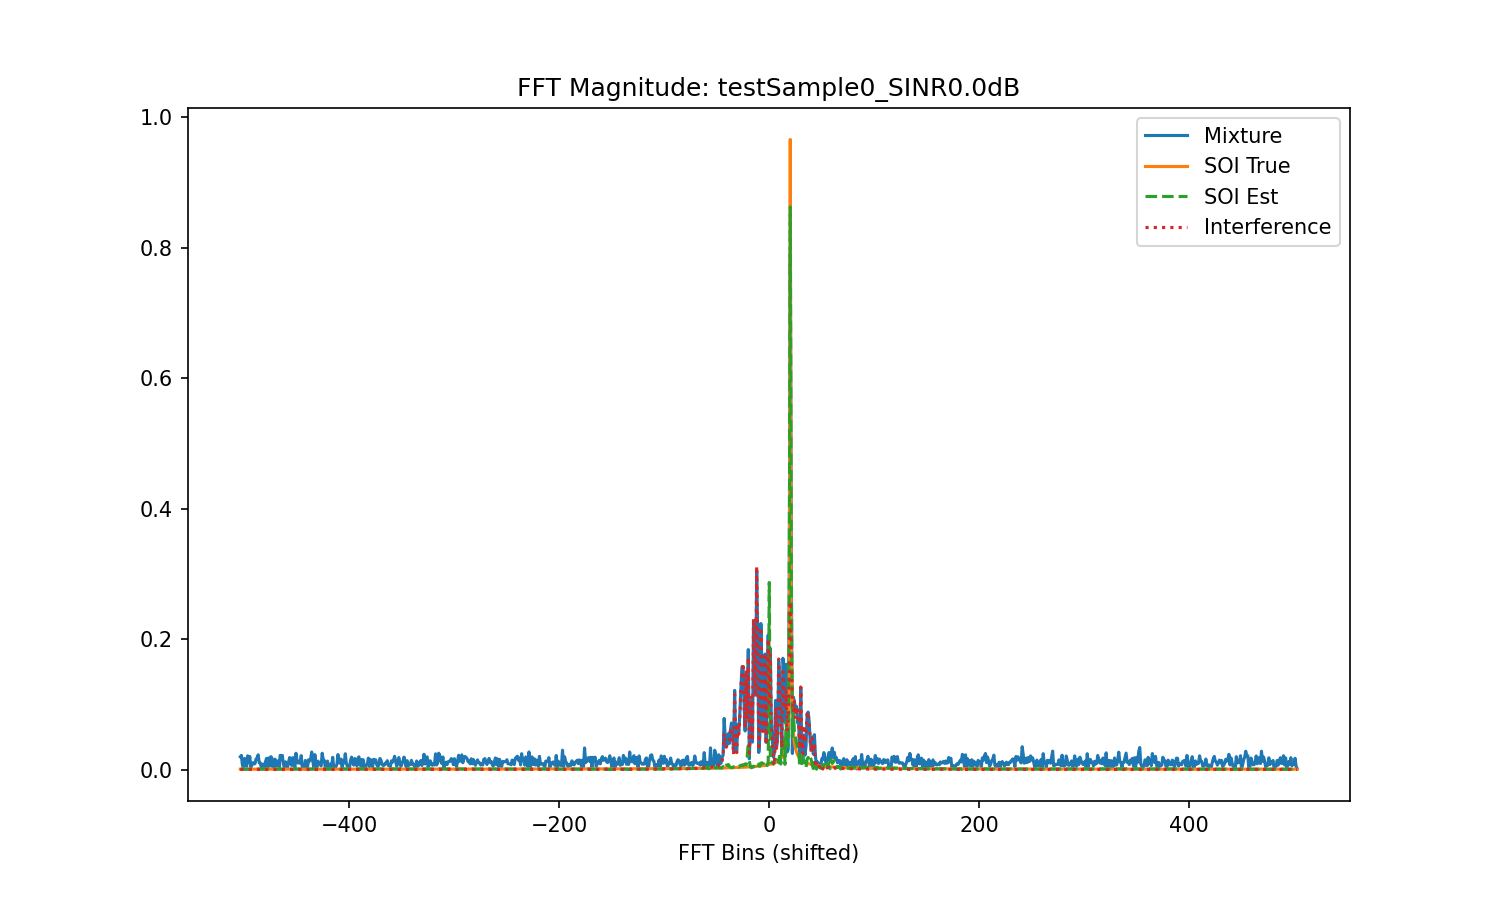 FFT Magnitude: testSample0_SINR0.0dB
1.0
0.8
0.6
0.4
0.2
0.0
Mixture
SOI True
SOI Est
Interference
−400
−200
0
200
400
FFT Bins (shifted)